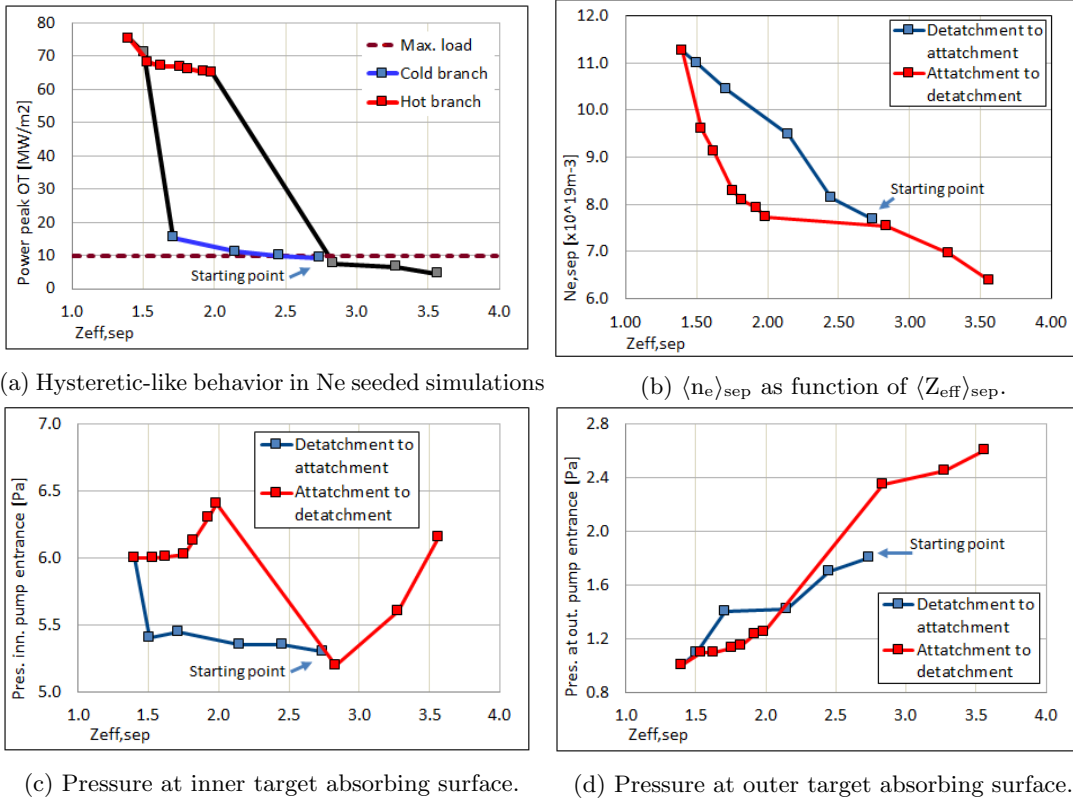 Power peak OT [MW/m2]
80
70
60
50
40
30
20
10
0
Max. load
Cold branch
Hot branch
Starting point
1.0 1.5 2.0 2.5 3.0 3.5 4.0
Zeff,sep
(a) Hysteretic-like behavior in Ne seeded simulations
Ne,sep [x10^19m-3]
12.0
11.0
10.0
9.0
8.0
7.0
6.0
Detatchment to
attatchment
Attatchment to
detatchment
Starting point
1.00 1.50 2.00 2.50 3.00 3.50 4.00
Zeff,sep
(b) ⟨ne⟩sep as function of ⟨Zeff⟩sep.
Pres. inn. pump entrance [Pa]
7.0
6.5
6.0
5.5
5.0
Detatchment to
attatchment
Attatchment to
detatchment
Starting point
1.0 1.5 2.0 2.5 3.0 3.5 4.0
Zeff,sep
(c) Pressure at inner target absorbing surface.
Pres. at out. pump entrance [Pa]
2.8
2.4
2.0
1.6
1.2
0.8
Starting point
Detatchment to
attatchment
Attatchment to
detatchment
1.0 1.5 2.0 2.5 3.0 3.5 4.0
Zeff,sep
(d) Pressure at outer target absorbing surface.